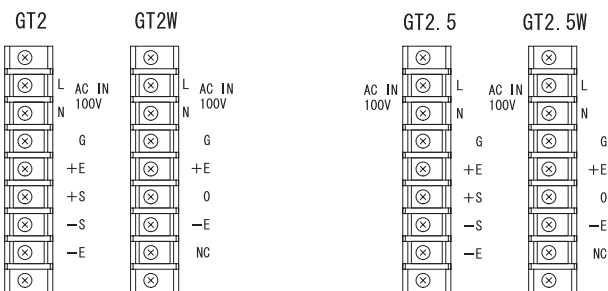 GT2 GT2W GT2.5 GT2.5W
L AC IN L AC IN AC IN L AC IN L
100V 100V 100V 100V
N N N N
G G G G
+E +E +E +E
+S 0 +S 0
−S −E −S −E
−E NC −E NC